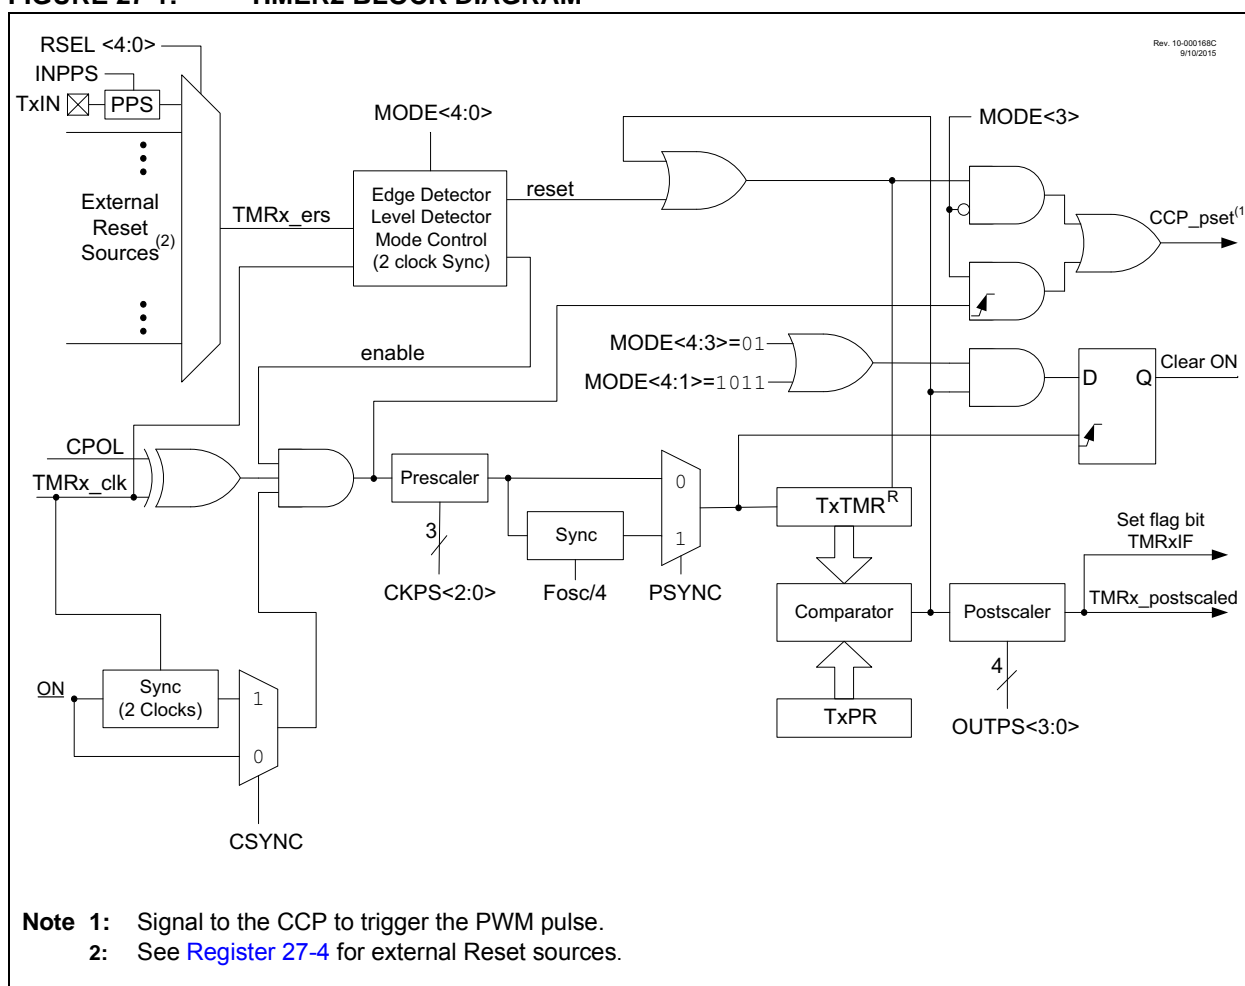 FIGURE 27-1: TIMER2 BLOCK DIAGRAM
Rev. 10-000168C
9/10/2015
RSEL <4:0>
INPPS
TxIN
PPS
External
Reset
Sources(2)
TMRx_ers
MODE<4:0>
Edge Detector
Level Detector
Mode Control
(2 clock Sync)
reset
enable
MODE<3>
CCP_pset(1
MODE<4:3>=01
MODE<4:1>=1011
D
Q
Clear ON
CPOL
TMRx_clk
Prescaler
3
CKPS<2:0>
Sync
Fosc/4
0
1
PSYNC
TxTMR
R
Comparator
TxPR
Postscaler
4
OUTPS<3:0>
Set flag bit
TMRxIF
TMRx_postscaled
ON
Sync
(2 Clocks)
1
0
CSYNC
Note 1: Signal to the CCP to trigger the PWM pulse.
2: See Register 27-4 for external Reset sources.